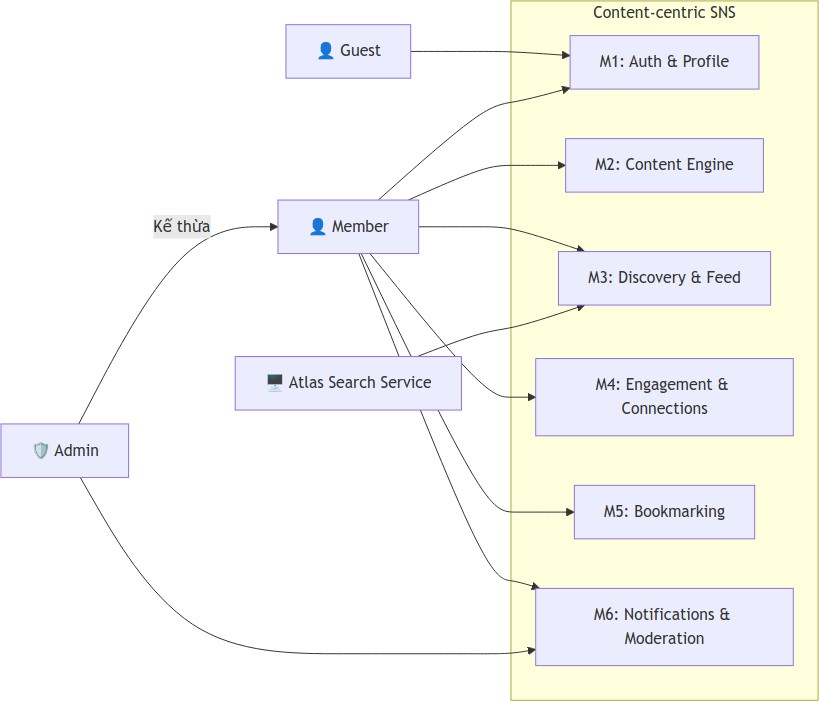 Content-centric SNS
👤 Guest
M1: Auth & Profile
M2: Content Engine
Kế thừa
👤 Member
M3: Discovery & Feed
🖥️ Atlas Search Service
M4: Engagement &
Connections
🛡️ Admin
M5: Bookmarking
M6: Notifications &
Moderation